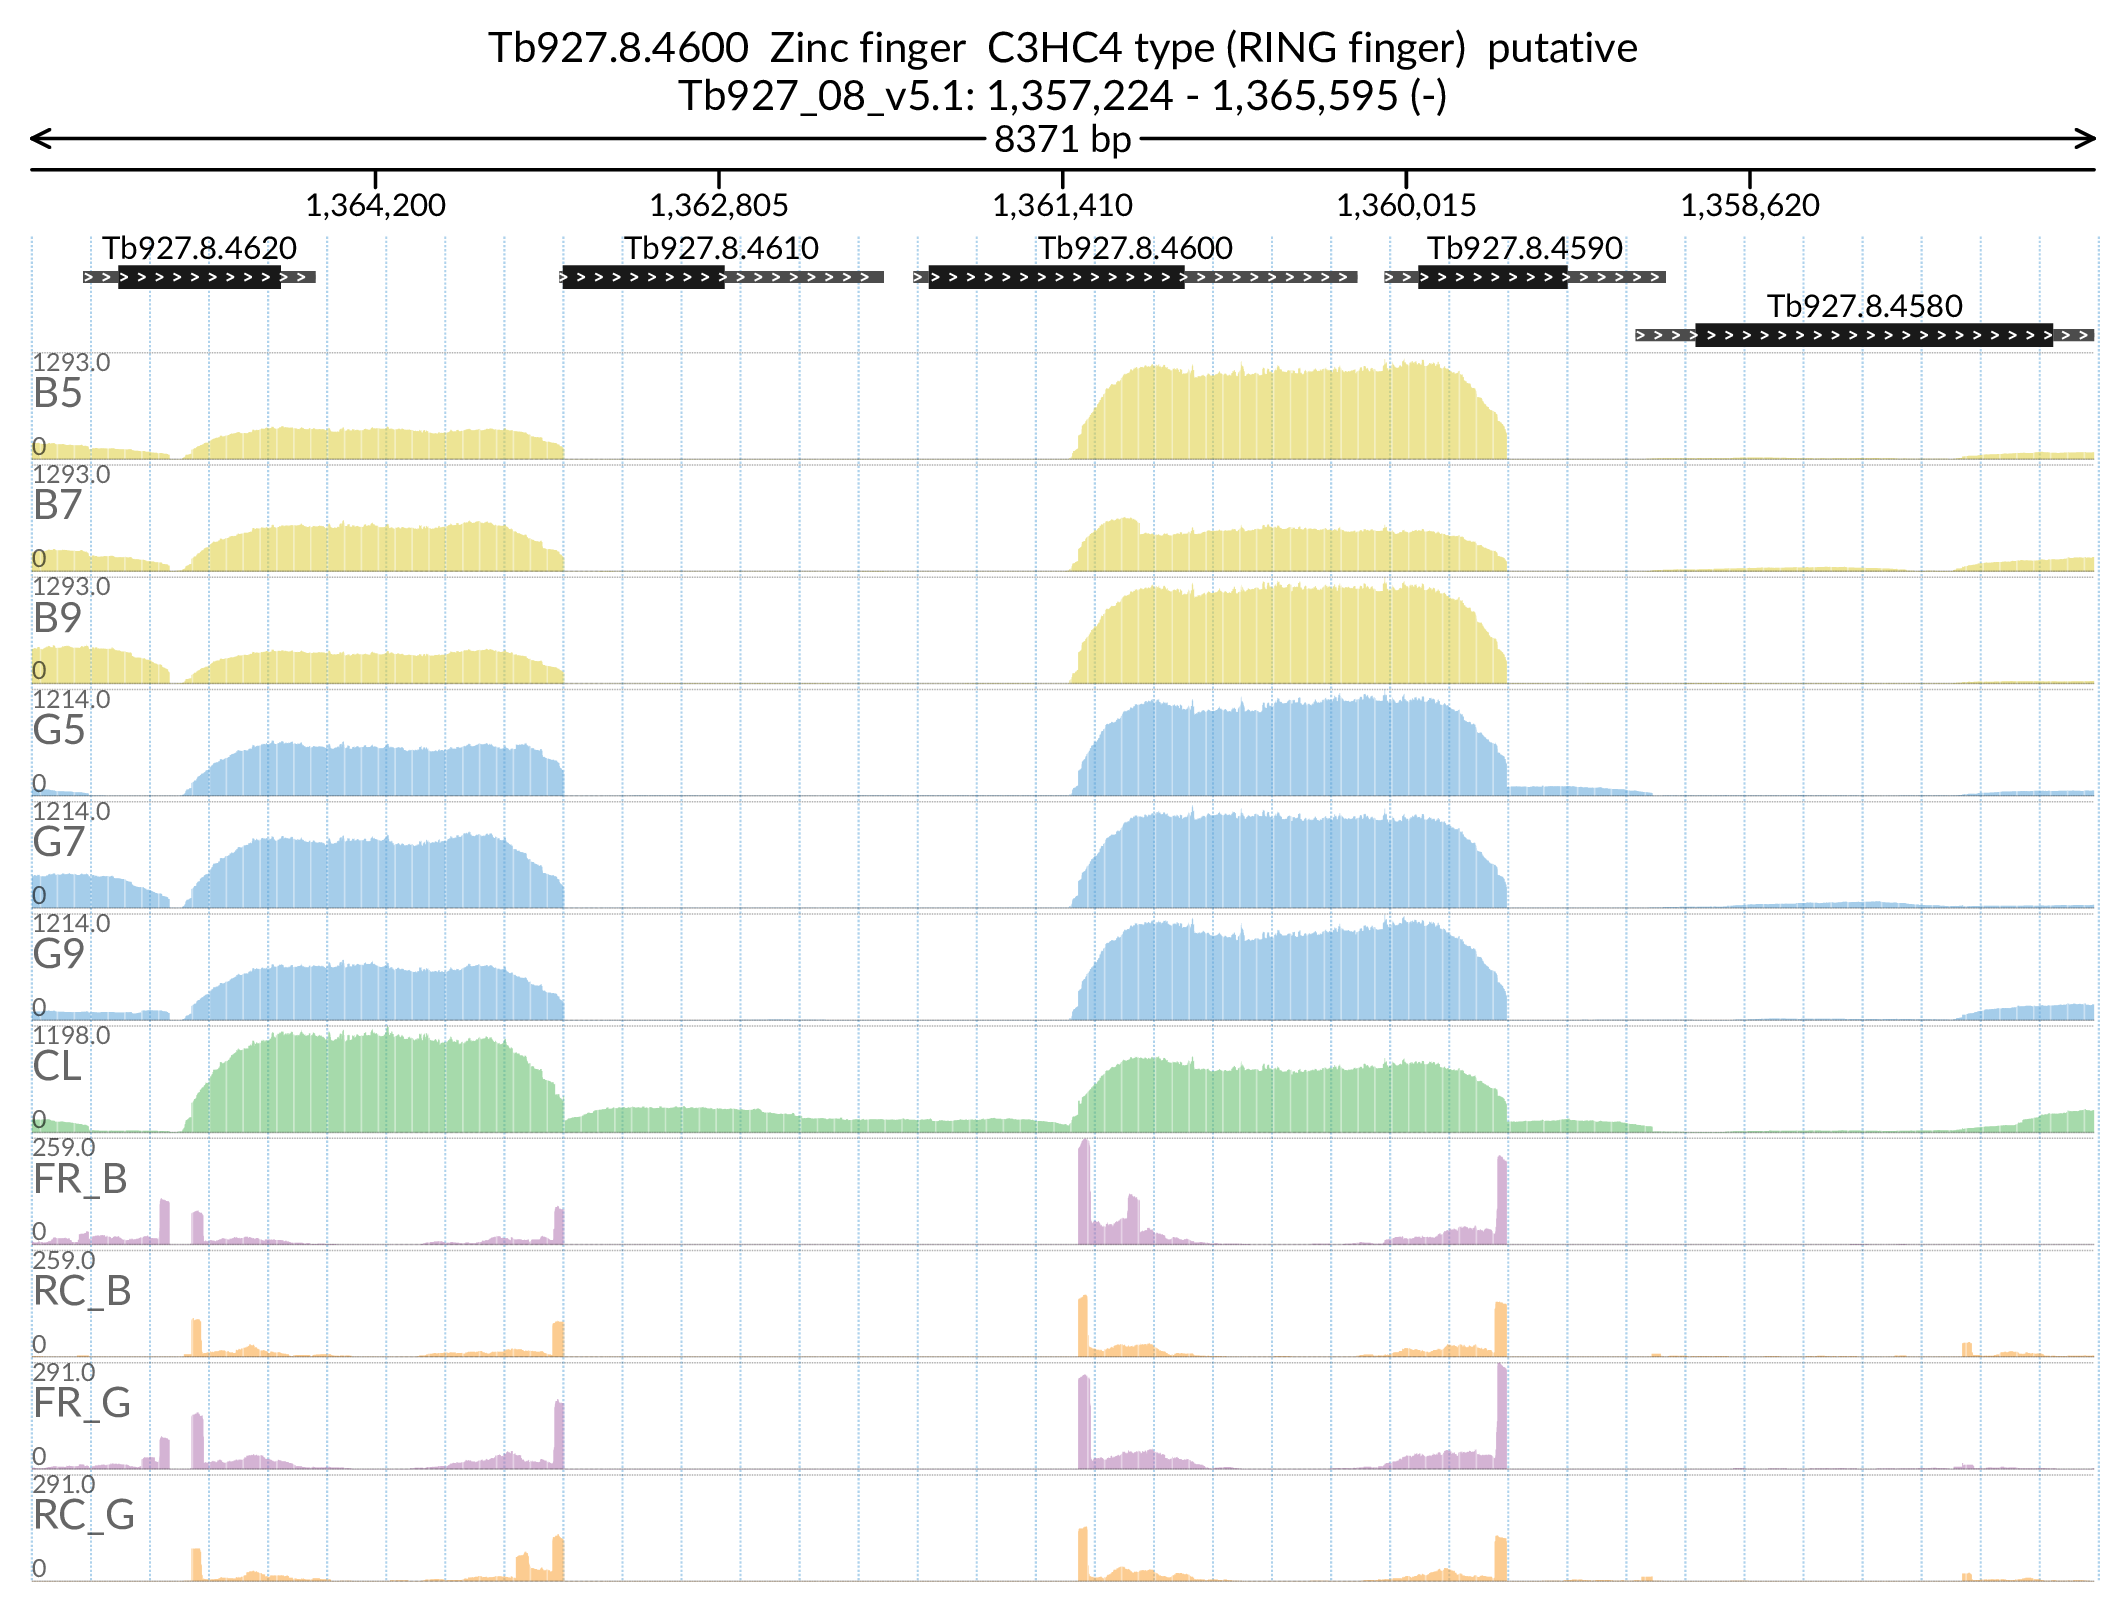 Tb927.8.4600  Zinc finger  C3HC4 type (RING finger)  putative
Tb927_08_v5.1: 1,357,224 - 1,365,595 (-)
8371 bp
1,364,200 1,362,805 1,361,410 1,360,015 1,358,620
Tb927.8.4620 Tb927.8.4610 Tb927.8.4600 Tb927.8.4590
Tb927.8.4580
1293.0
B5
0
1293.0
B7
0
1293.0
B9
0
1214.0
G5
0
1214.0
G7
0
1214.0
G9
0
1198.0
CL
0
259.0
FR_B
0
259.0
RC_B
0
291.0
FR_G
0
291.0
RC_G
0